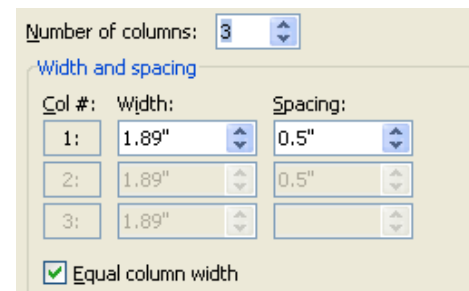 Number of columns: 3
Width and spacing
Col #: Width: Spacing:
1: 1.89" 0.5"
2: 1.89" 0.5"
3: 1.89"
Equal column width